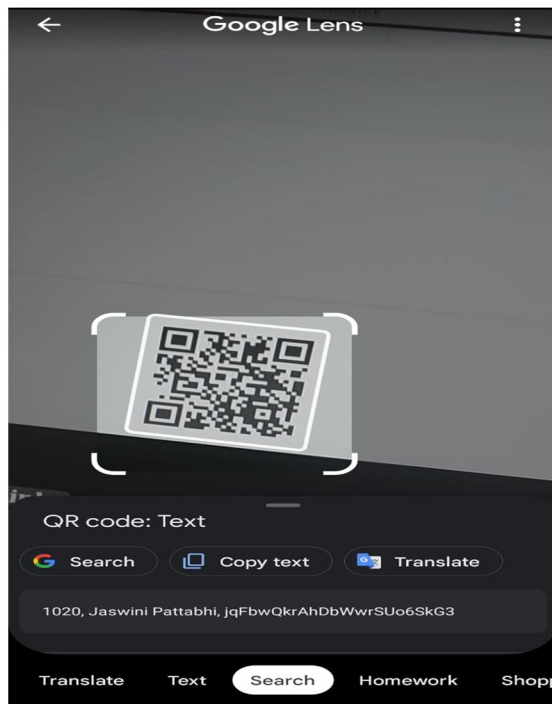 Google Lens
QR code: Text
Search
Copy text
Translate
1020, Jaswini Pattabhi, jqFbwQkrAhDbWwrSUo6SkG3
Translate
Text
Search
Homework
Shopp